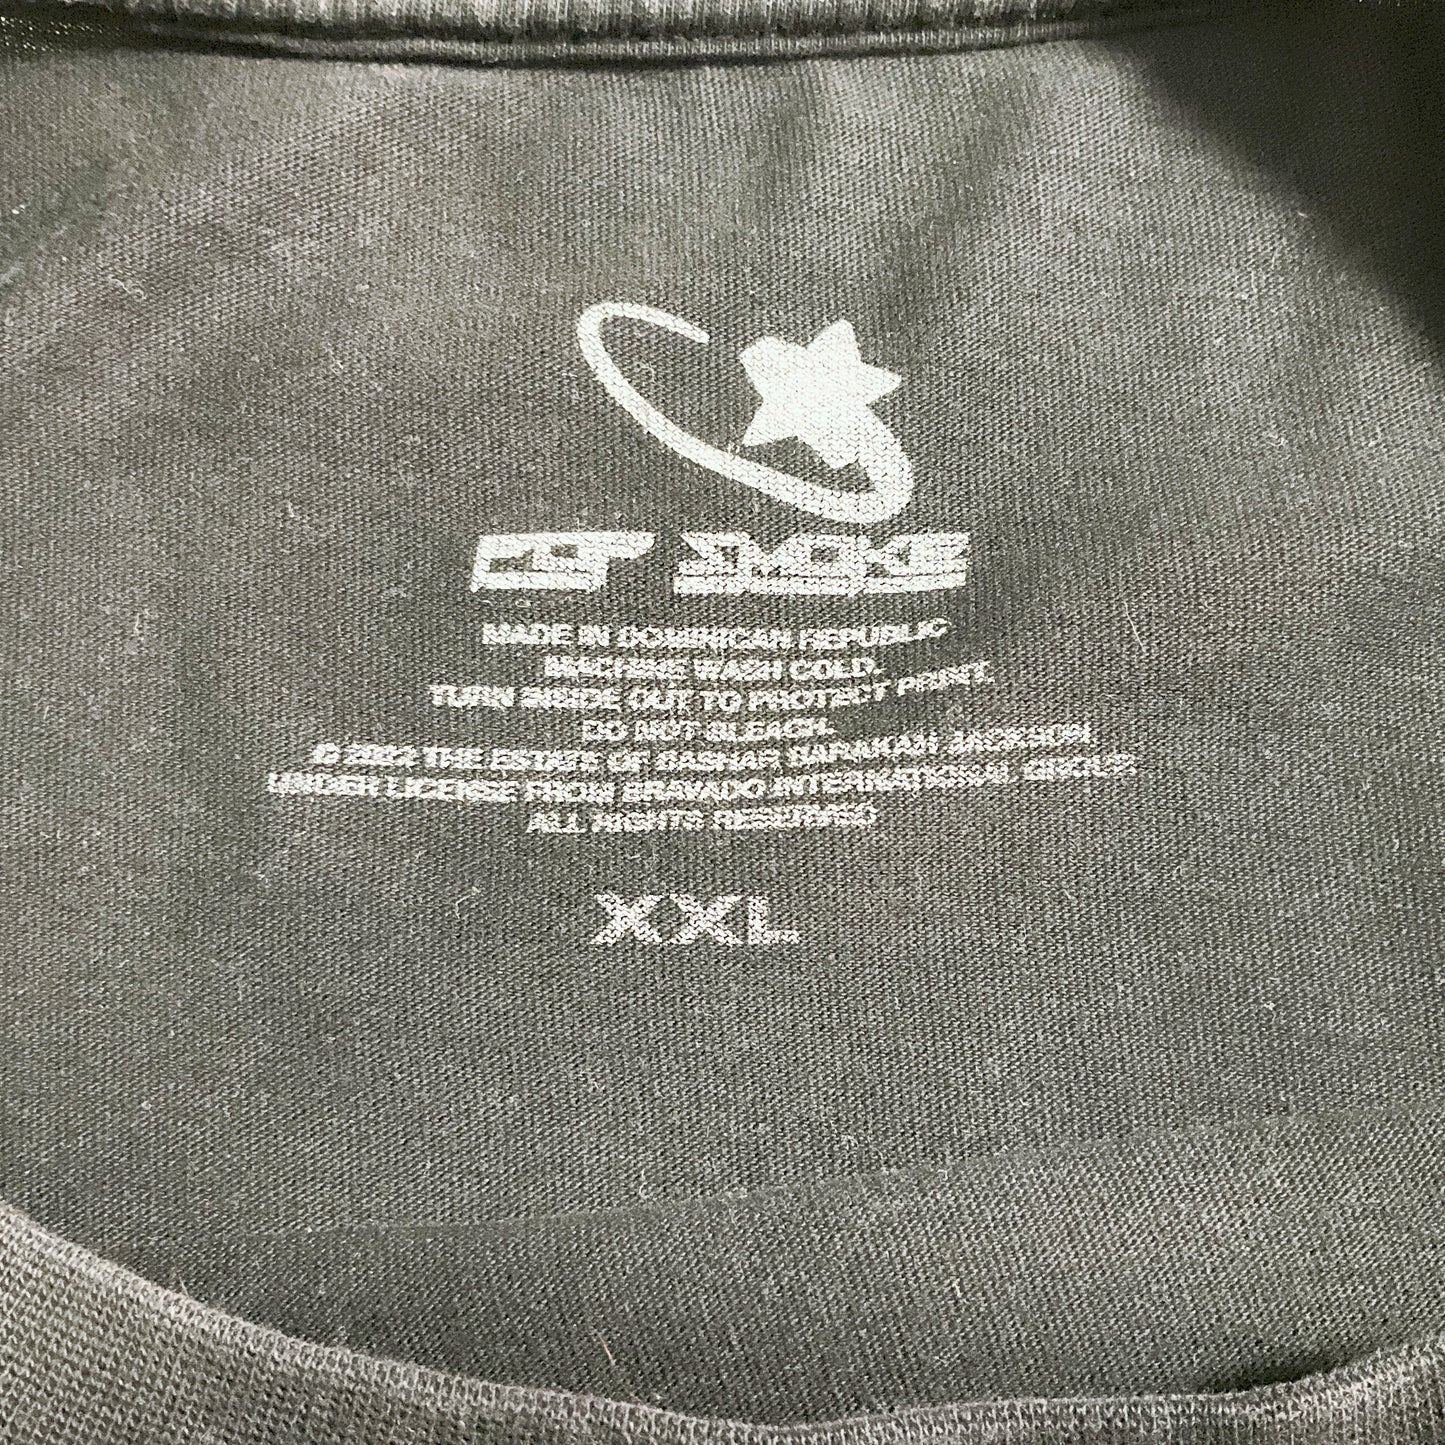 POP SMOKE
MADE IN DOMINICAN REPUBLIC
MACHINE WASH COLD.
TURN INSIDE OUT TO PROTECT PRINT.
DO NOT BLEACH.
© 2022 THE ESTATE OF BASHAR BARAKAH JACKSON
UNDER LICENSE FROM BRAVADO INTERNATIONAL GROUP
ALL RIGHTS RESERVED
XXL